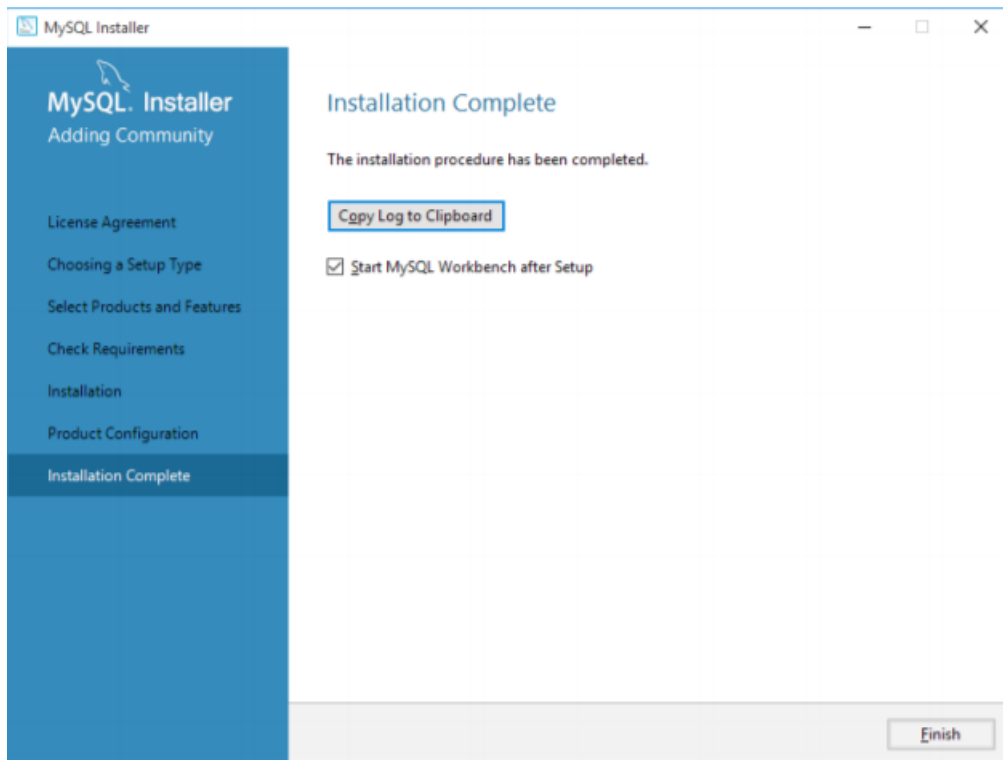 MySQL Installer
MySQL. Installer
Adding Community
License Agreement
Choosing a Setup Type
Select Products and Features
Check Requirements
Installation
Product Configuration
Installation Complete
Installation Complete
The installation procedure has been completed.
Copy Log to Clipboard
Start MySQL Workbench after Setup
Finish